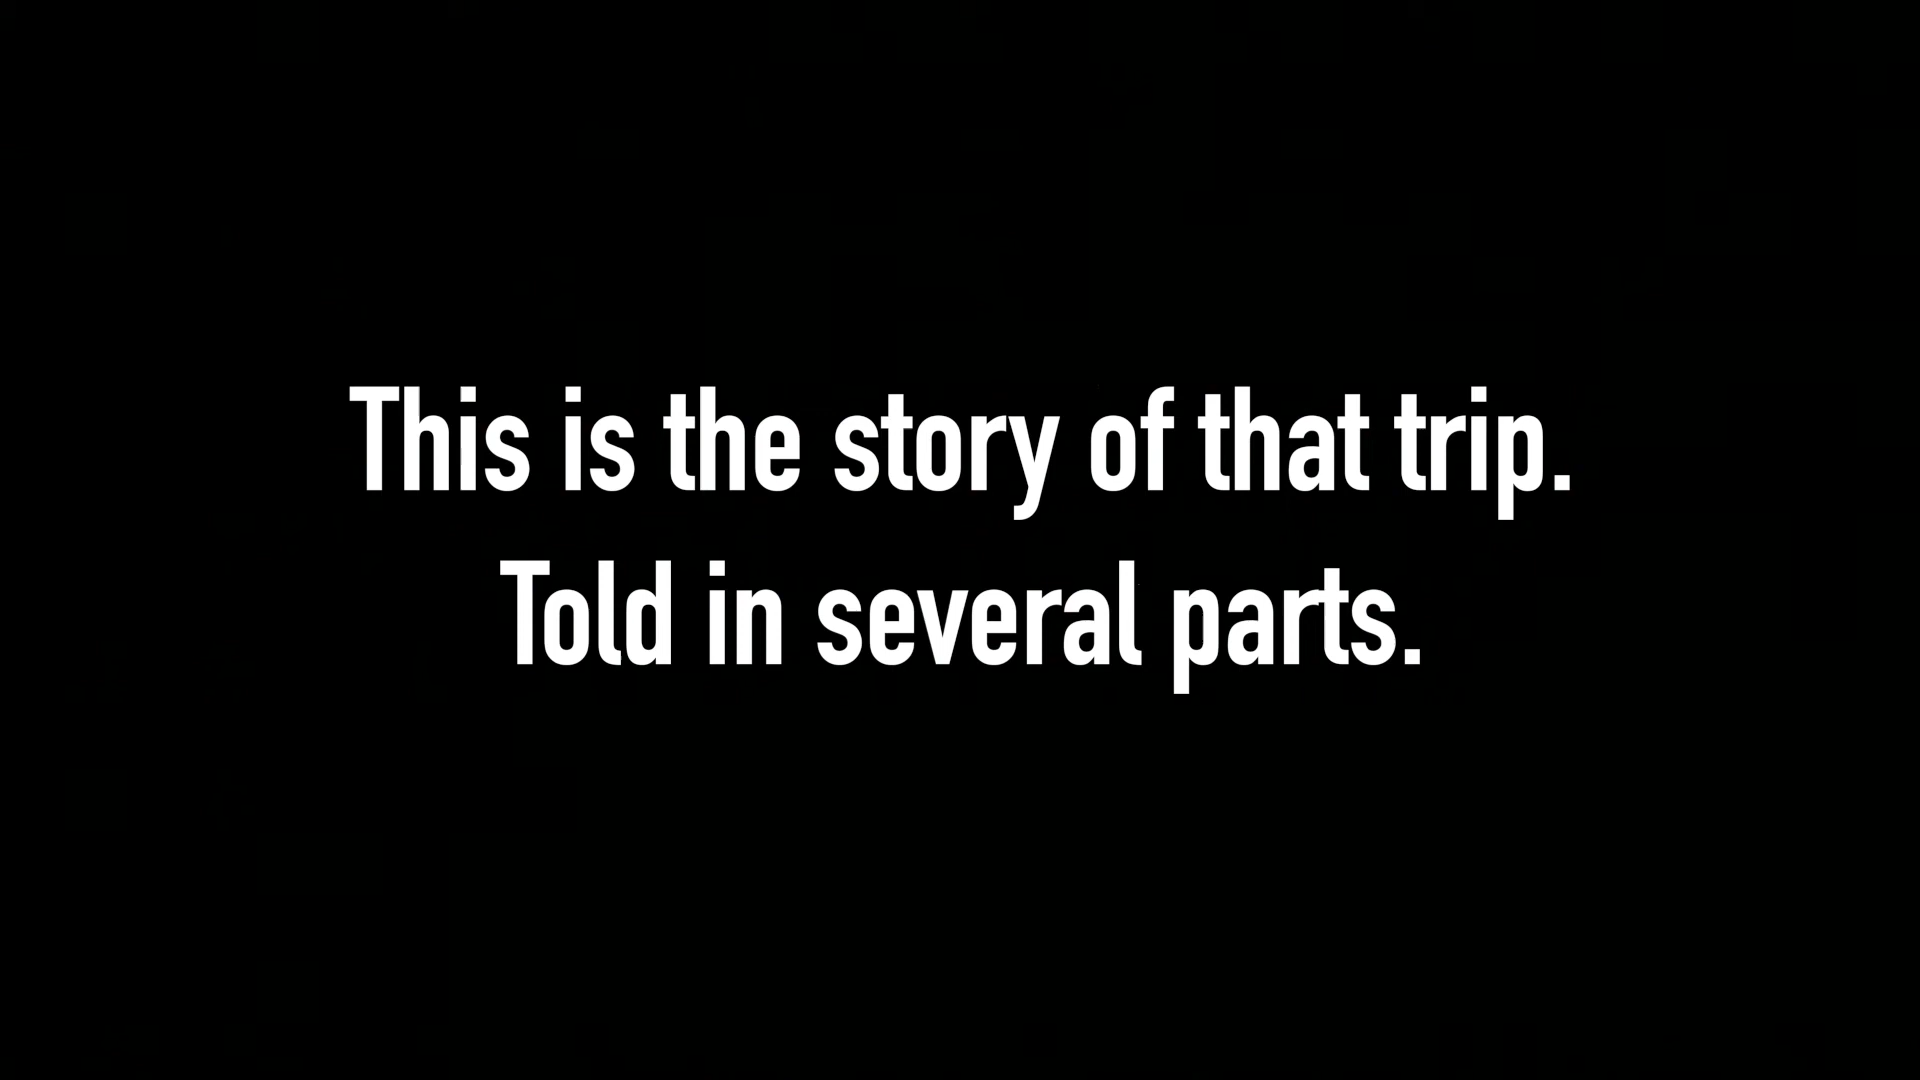 This is the story of that trip.
Told in several parts.